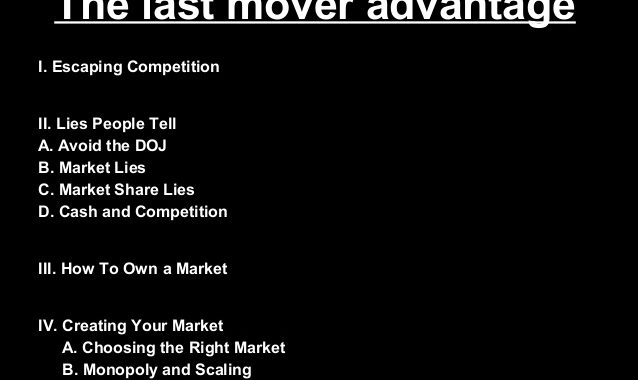 The last mover advantage
I. Escaping Competition
II. Lies People Tell
A. Avoid the DOJ
B. Market Lies
C. Market Share Lies
D. Cash and Competition
III. How To Own a Market
IV. Creating Your Market
A. Choosing the Right Market
B. Monopoly and Scaling